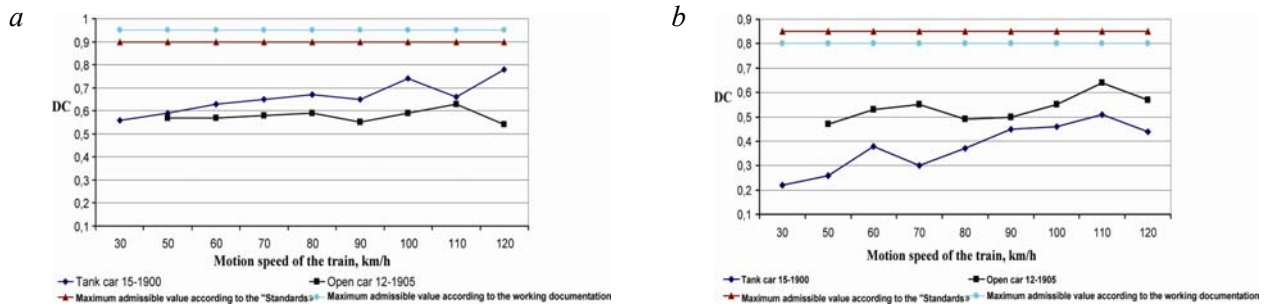 a
1
0,9
0,8
0,7
DC
0,6
0,5
0,4
0,3
0,2
0,1
30 50 60 70 80 90 100 110 120
Motion speed of the train, km/h
Tank car 15-1900 Open car 12-1905
Maximum admissible value according to the "Standards» Maximum admissible value according to the working documentation
b
0,9
0,8
0,7
0,6
DC
0,5
0,4
0,3
0,2
0,1
30 50 60 70 80 90 100 110 120
Motion speed of the train, km/h
Tank car 15-1900 Open car 12-1905
Maximum admissible value according to the "Standards» Maximum admissible value according to the working documentation